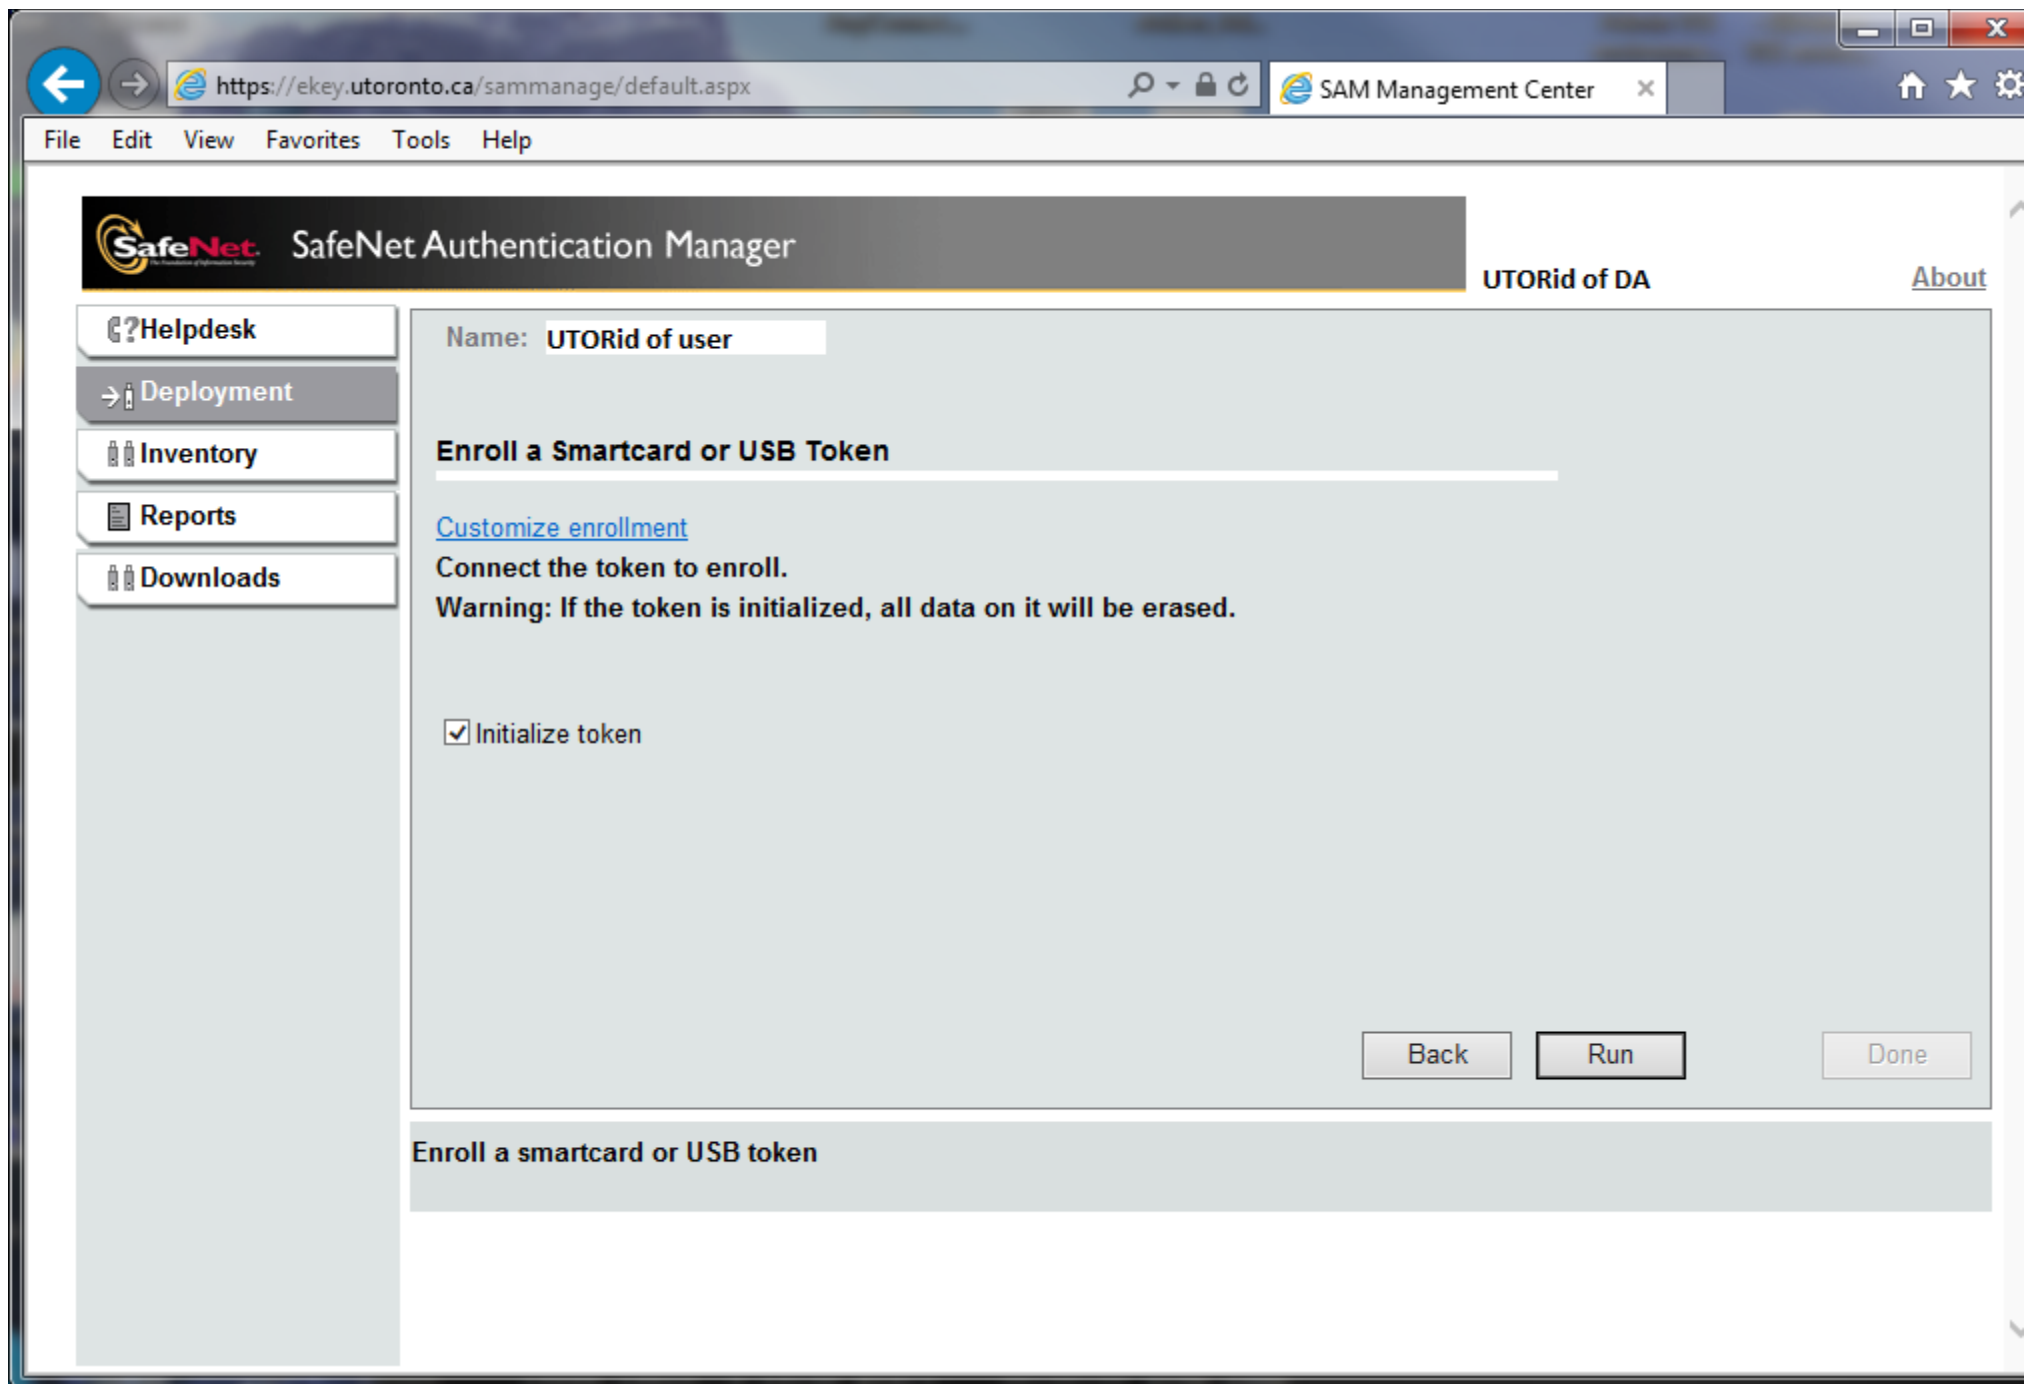 https://ekey.utoronto.ca/sammanage/default.aspx
SAM Management Center
File Edit View Favorites Tools Help
SafeNet.
SafeNet Authentication Manager
UTORid of DA
About
Helpdesk
Deployment
Inventory
Reports
Downloads
Name: UTORid of user
Enroll a Smartcard or USB Token
Customize enrollment
Connect the token to enroll.
Warning: If the token is initialized, all data on it will be erased.
Initialize token
Back
Run
Done
Enroll a smartcard or USB token